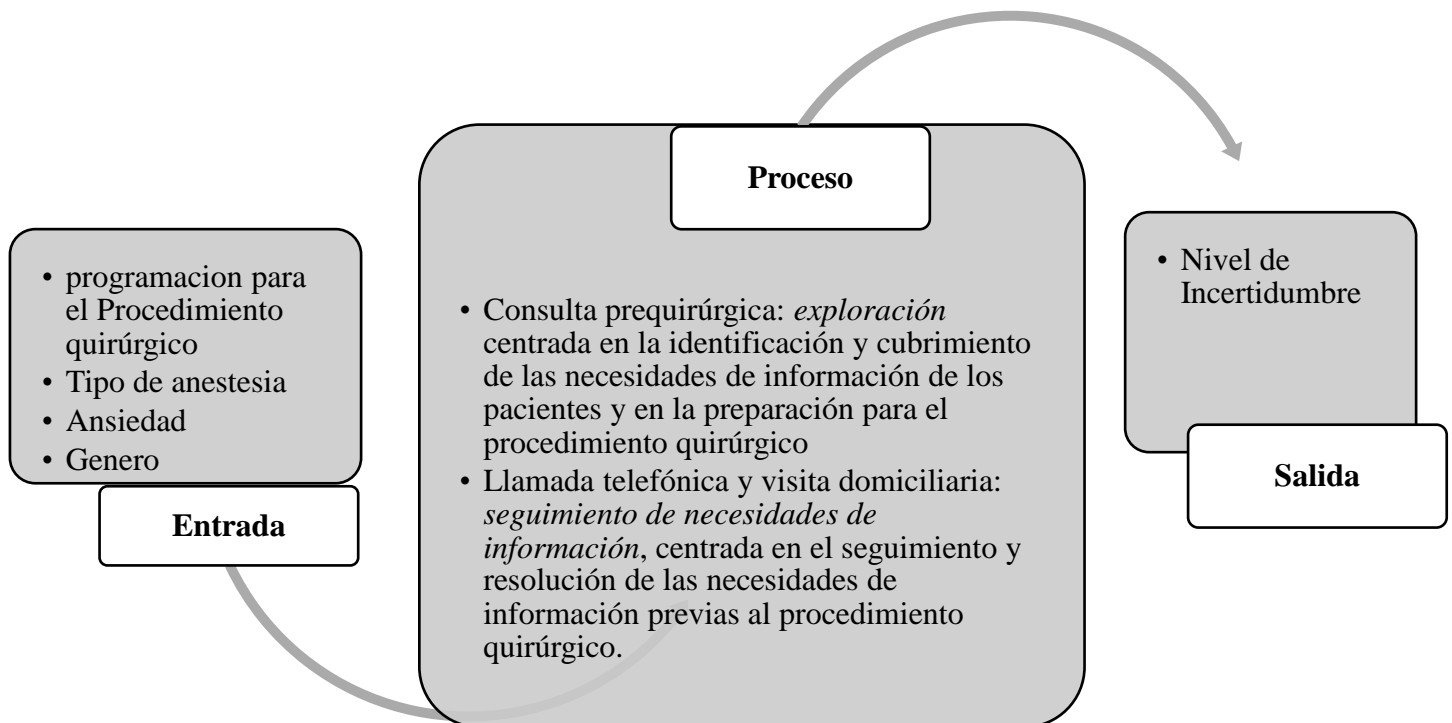 • programacion para
el Procedimiento
quirúrgico
• Tipo de anestesia
• Ansiedad
• Genero
Entrada
Proceso
• Consulta prequirúrgica: exploración
centrada en la identificación y cubrimiento
de las necesidades de información de los
pacientes y en la preparación para el
procedimiento quirúrgico
• Llamada telefónica y visita domiciliaria:
seguimiento de necesidades de
información, centrada en el seguimiento y
resolución de las necesidades de
información previas al procedimiento
quirúrgico.
• Nivel de
Incertidumbre
Salida